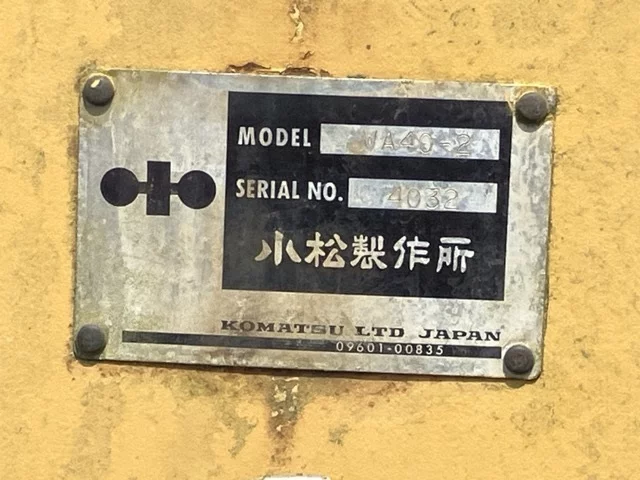 MODEL WA40-2
SERIAL NO. 4032
小松製作所
KOMATSU LTD JAPAN
09601-00835